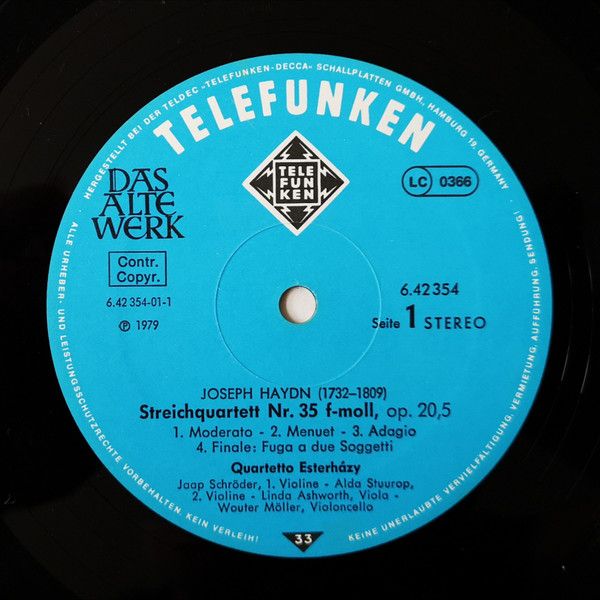 HERGESTELLT BEI DER TELDEC »TELEFUNKEN-DECCA« SCHALLPLATTEN GMBH., HAMBURG 19, GERMANY
TELEFUNKEN
TELE
FUN
KEN
DAS
ALTE
WERK
LC 0366
Contr.
Copyr.
6.42 354-01-1
℗ 1979
6.42 354
Seite 1 STEREO
JOSEPH HAYDN (1732–1809)
Streichquartett Nr. 35 f-moll, op. 20,5
1. Moderato - 2. Menuet - 3. Adagio
4. Finale: Fuga a due Soggetti
Quartetto Esterházy
Jaap Schröder, 1. Violine - Alda Stuurop,
2. Violine - Linda Ashworth, Viola -
Wouter Möller, Violoncello
33
ALLE URHEBER- UND LEISTUNGSSCHUTZRECHTE VORBEHALTEN. KEIN VERLEIH!
KEINE UNERLAUBTE VERVIELFÄLTIGUNG, VERMIETUNG, AUFFÜHRUNG, SENDUNG!